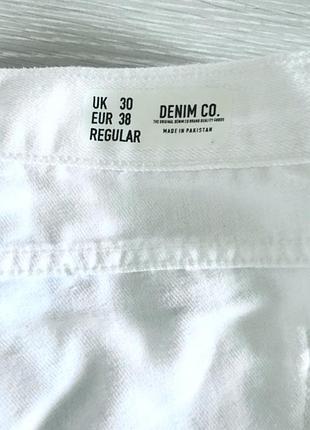 UK 30
EUR 38
REGULAR
DENIM CO.
THE ORIGINAL DENIM CO BRAND QUALITY GOODS
MADE IN PAKISTAN